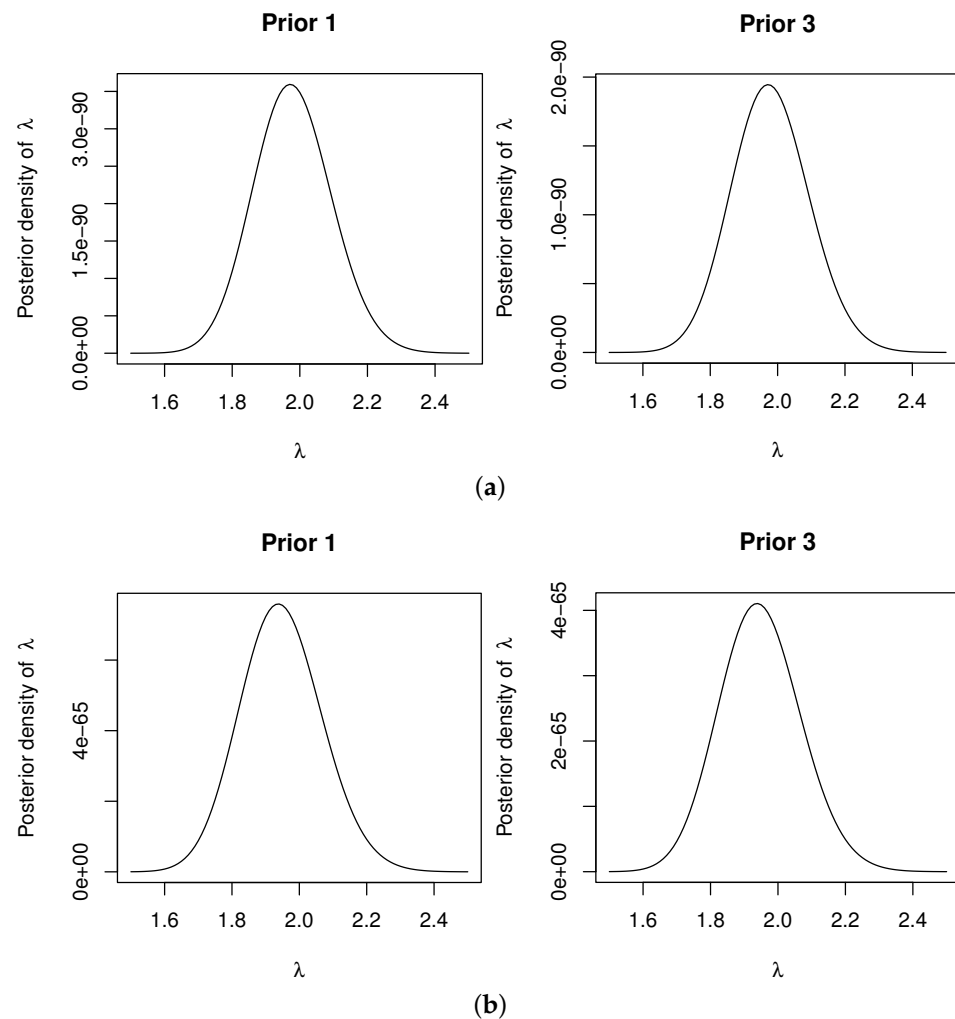 Prior 1
Posterior density of λ
0.0e+00 1.5e−90 3.0e−90
1.6 1.8 2.0 2.2 2.4
λ
Prior 3
Posterior density of λ
0.0e+00 1.0e−90 2.0e−90
1.6 1.8 2.0 2.2 2.4
λ
(a)
Prior 1
Posterior density of λ
0e+00 4e−65
1.6 1.8 2.0 2.2 2.4
λ
Prior 3
Posterior density of λ
0e+00 2e−65 4e−65
1.6 1.8 2.0 2.2 2.4
λ
(b)